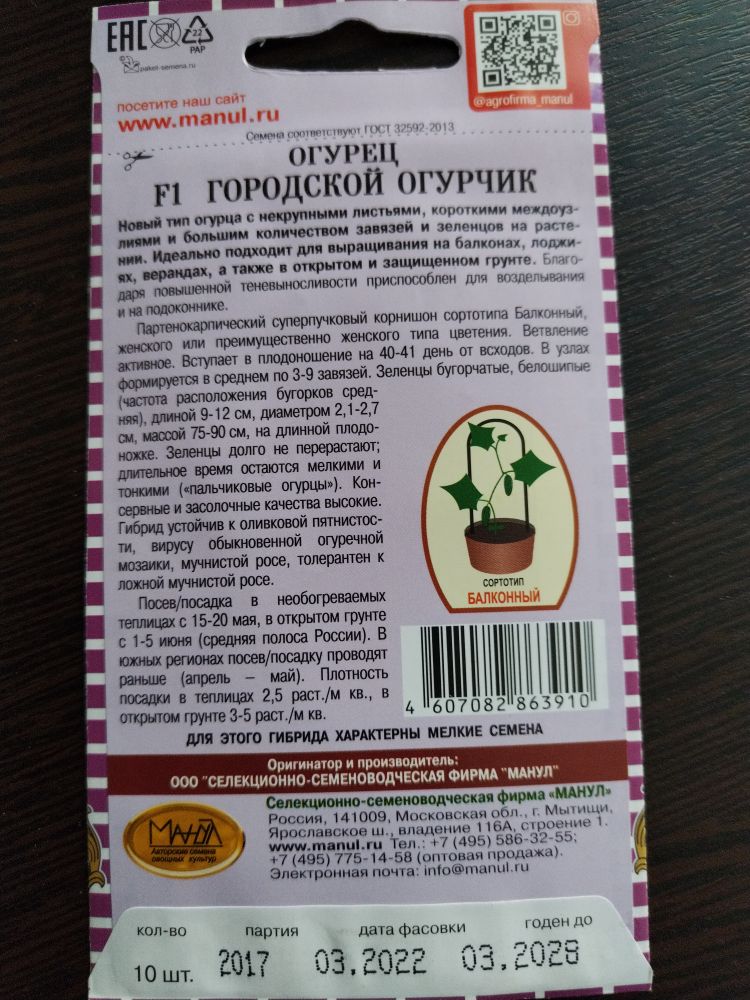 EAC
22
PAP
paket-semena.ru
посетите наш сайт
www.manul.ru
@agrofirma_manul
Семена соответствуют ГОСТ 32592-2013
ОГУРЕЦ
F1 ГОРОДСКОЙ ОГУРЧИК
Новый тип огурца с некрупными листьями, короткими междоуз-
лиями и большим количеством завязей и зеленцов на расте-
нии. Идеально подходит для выращивания на балконах, лоджи-
ях, верандах, а также в открытом и защищенном грунте. Благо-
даря повышенной теневыносливости приспособлен для возделывания
и на подоконнике.
Партенокарпический суперпучковый корнишон сортотипа Балконный,
женского или преимущественно женского типа цветения. Ветвление
активное. Вступает в плодоношение на 40-41 день от всходов. В узлах
формируется в среднем по 3-9 завязей. Зеленцы бугорчатые, белошипые
(частота расположения бугорков сред-
няя), длиной 9-12 см, диаметром 2,1-2,7
см, массой 75-90 см, на длинной плодо-
ножке. Зеленцы долго не перерастают;
длительное время остаются мелкими и
тонкими («пальчиковые огурцы»). Кон-
сервные и засолочные качества высокие.
Гибрид устойчив к оливковой пятнистос-
ти, вирусу обыкновенной огуречной
мозаики, мучнистой росе, толерантен к
ложной мучнистой росе.
СОРТОТИП
БАЛКОННЫЙ
Посев/посадка в необогреваемых
теплицах с 15-20 мая, в открытом грунте
с 1-5 июня (средняя полоса России). В
южных регионах посев/посадку проводят
раньше (апрель – май). Плотность
посадки в теплицах 2,5 раст./м кв., в
открытом грунте 3-5 раст./м кв.
4 607082 863910
ДЛЯ ЭТОГО ГИБРИДА ХАРАКТЕРНЫ МЕЛКИЕ СЕМЕНА
Оригинатор и производитель:
ООО "СЕЛЕКЦИОННО-СЕМЕНОВОДЧЕСКАЯ ФИРМА "МАНУЛ"
МАНУЛ
Авторские семена
овощных культур
Селекционно-семеноводческая фирма «МАНУЛ»
Россия, 141009, Московская обл., г. Мытищи,
Ярославское ш., владение 116А, строение 1.
www.manul.ru Тел.: +7 (495) 586-32-55;
+7 (495) 775-14-58 (оптовая продажа).
Электронная почта: info@manul.ru
кол-во партия дата фасовки годен до
10 шт. 2017 03.2022 03.2028